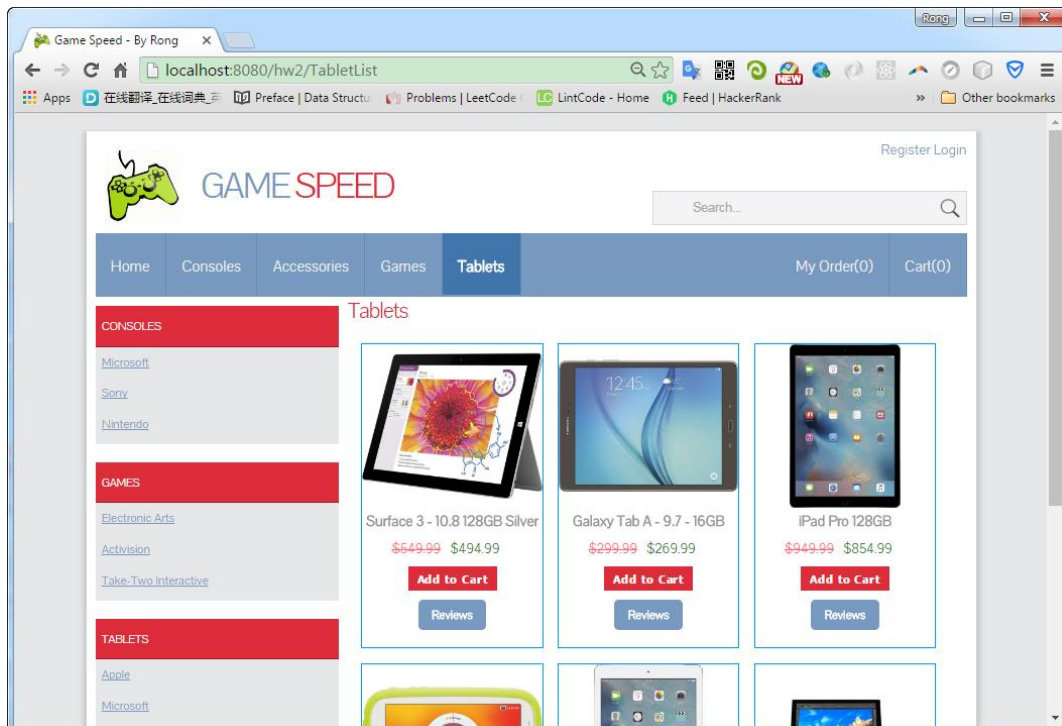 Rong
Game Speed - By Rong
localhost:8080/hw2/TabletList
NEW
Apps
在线翻译_在线词典_
Preface | Data Structu
Problems | LeetCode
LC LintCode - Home
Feed | HackerRank
» Other bookmarks
Register Login
GAME SPEED
Search...
Home Consoles Accessories Games Tablets My Order(0) Cart(0)
CONSOLES
Microsoft
Sony
Nintendo
GAMES
Electronic Arts
Activision
Take-Two Interactive
TABLETS
Apple
Microsoft
Tablets
12:45
Surface 3 - 10.8 128GB Silver
$549.99 $494.99
Add to Cart
Reviews
Galaxy Tab A - 9.7 - 16GB
$299.99 $269.99
Add to Cart
Reviews
iPad Pro 128GB
$949.99 $854.99
Add to Cart
Reviews